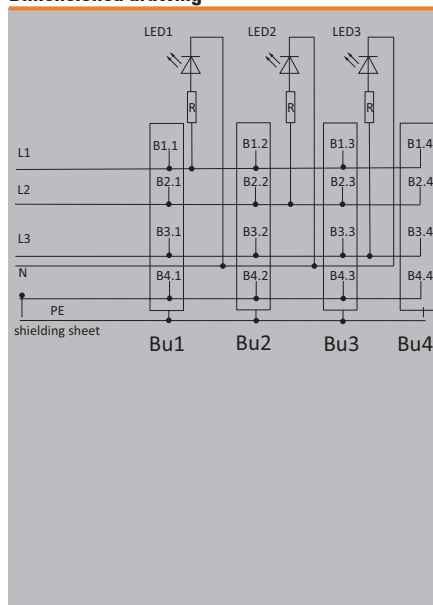 Dimensioned drawing
LED1 LED2 LED3
R R R
B1.1 B1.2 B1.3 B1.4
L1
L2 B2.1 B2.2 B2.3 B2.4
L3 B3.1 B3.2 B3.3 B3.4
N B4.1 B4.2 B4.3 B4.4
PE
shielding sheet
Bu1 Bu2 Bu3 Bu4